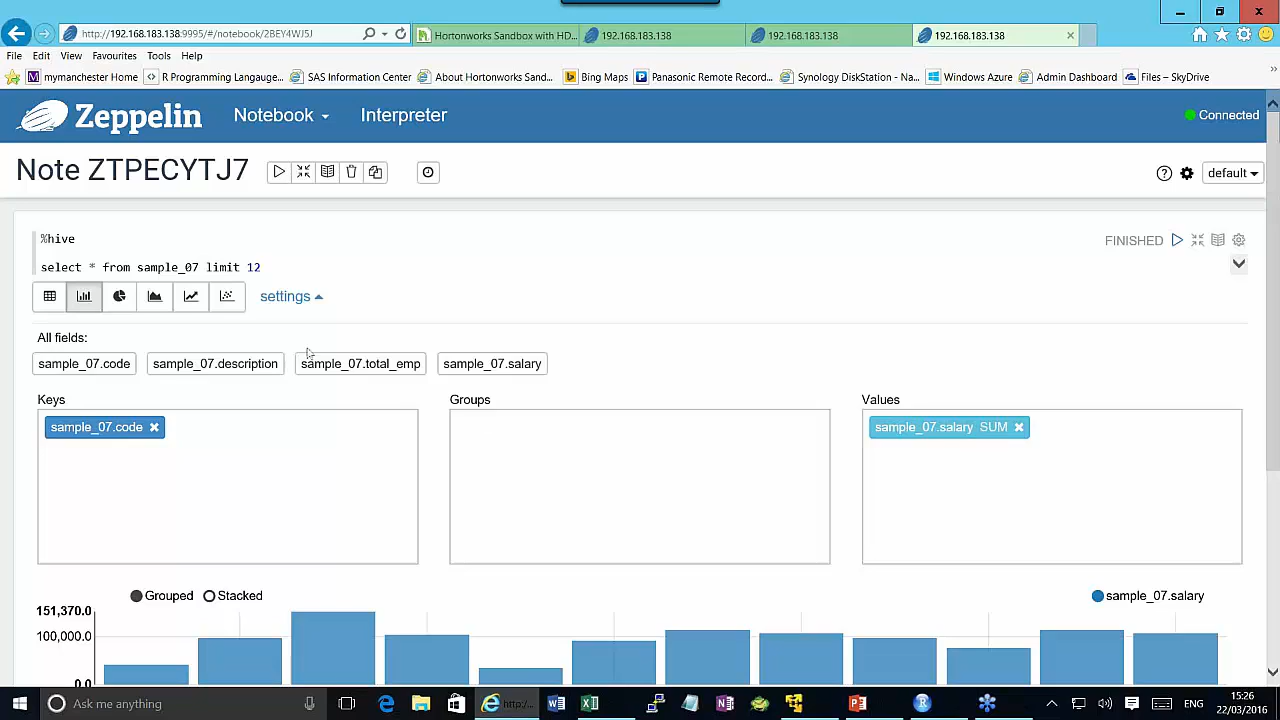 http://192.168.183.138:9995/#/notebook/2BEY4WJ5J
Hortonworks Sandbox with HD...
192.168.183.138
192.168.183.138
192.168.183.138
File Edit View Favourites Tools Help
mymanchester Home
R Programming Langauge...
SAS Information Center
About Hortonworks Sand...
Bing Maps
Panasonic Remote Record...
Synology DiskStation - Na...
Windows Azure
Admin Dashboard
Files – SkyDrive
Zeppelin
Notebook
Interpreter
Connected
Note ZTPECYTJ7
default
%hive
FINISHED
select * from sample_07 limit 12
settings
All fields:
sample_07.code
sample_07.description
sample_07.total_emp
sample_07.salary
Keys
Groups
Values
sample_07.code
sample_07.salary SUM
Grouped
Stacked
sample_07.salary
151,370.0
100,000.0
0.0
Ask me anything
http:/...
ENG
15:26
22/03/2016